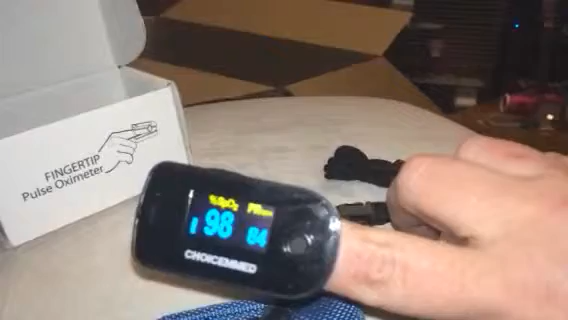 FINGERTIP
Pulse Oximeter
%SpO₂ PRbpm
98 84
CHOICEMMED